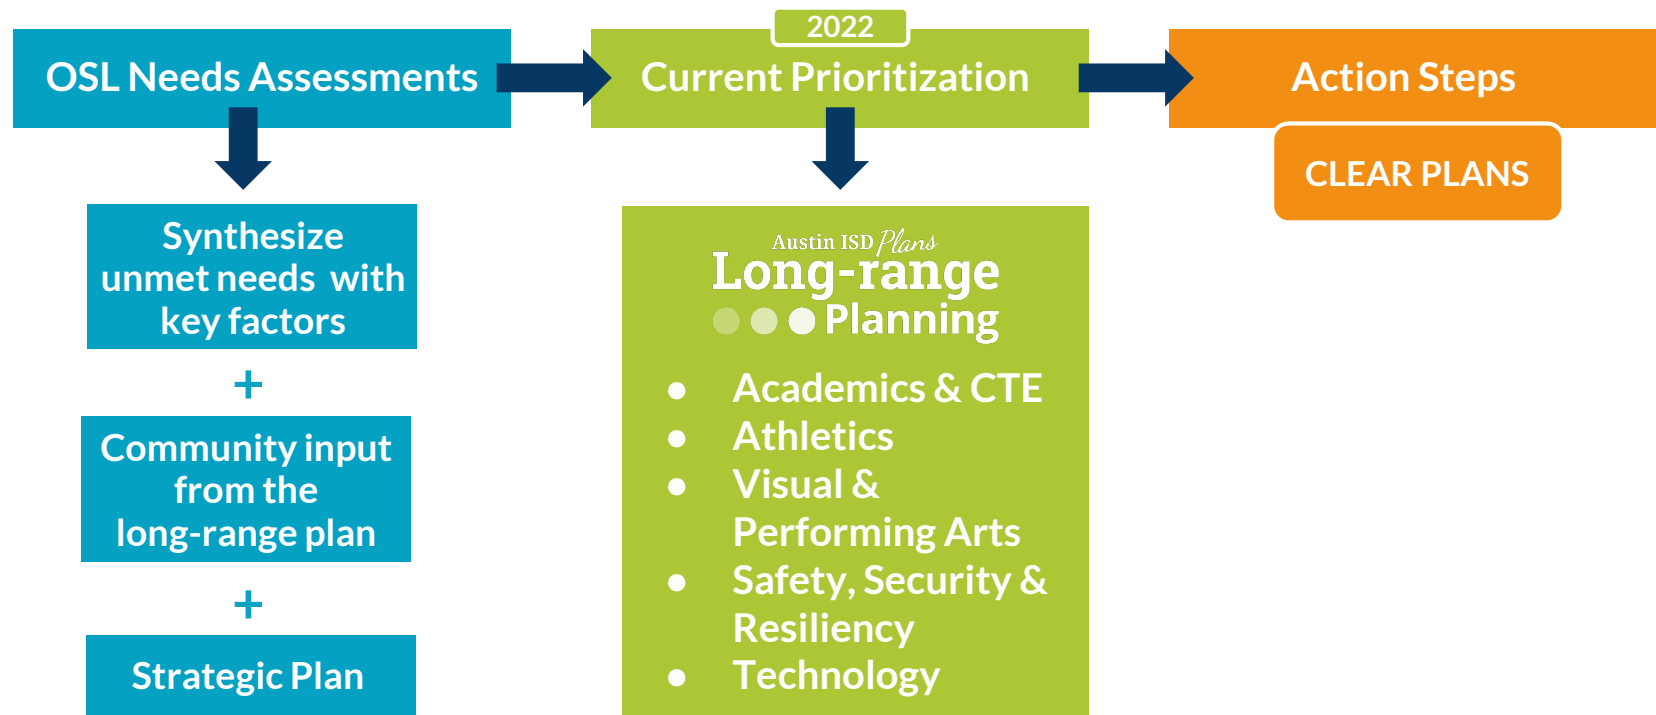 OSL Needs Assessments
Synthesize
unmet needs with
key factors
+
Community input
from the
long-range plan
+
Strategic Plan
2022
Current Prioritization
Austin ISD Plans
Long-range
Planning
● Academics & CTE
● Athletics
● Visual &
Performing Arts
● Safety, Security &
Resiliency
● Technology
Action Steps
CLEAR PLANS